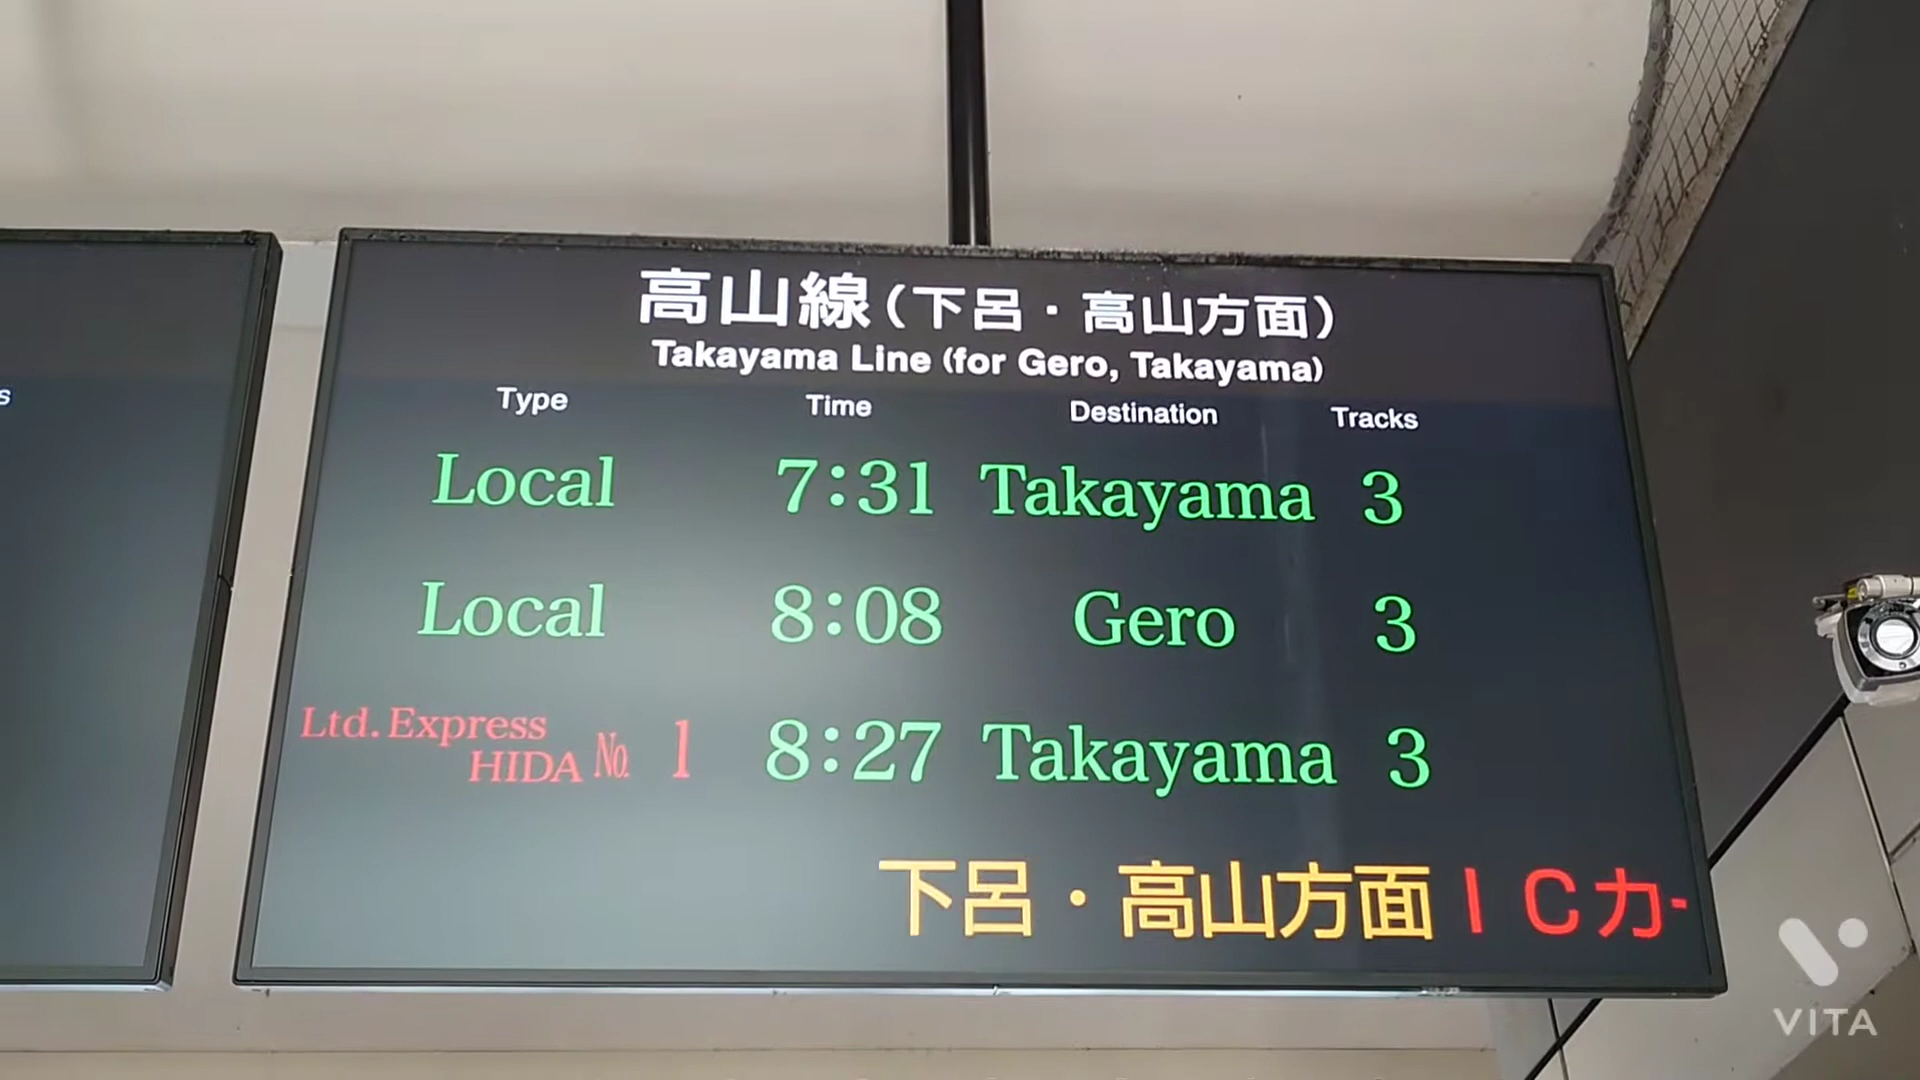 高山線(下呂・高山方面)
Takayama Line (for Gero, Takayama)
Type Time Destination Tracks
Local 7:31 Takayama 3
Local 8:08 Gero 3
Ltd. Express HIDA No. 1 8:27 Takayama 3
下呂・高山方面ICカ
VITA